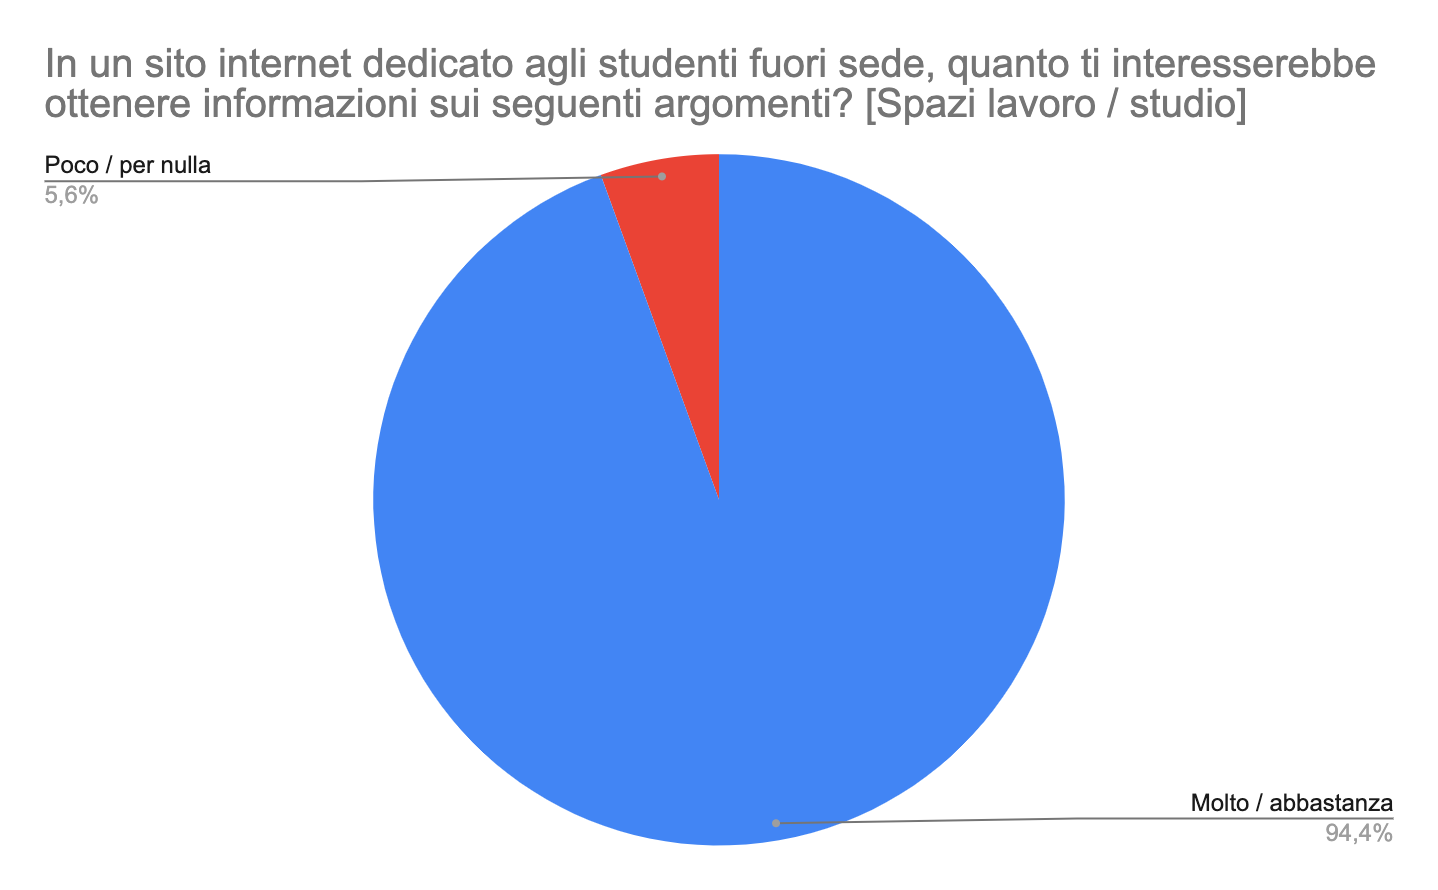 In un sito internet dedicato agli studenti fuori sede, quanto ti interesserebbe
ottenere informazioni sui seguenti argomenti? [Spazi lavoro / studio]
Poco / per nulla
5,6%
Molto / abbastanza
94,4%